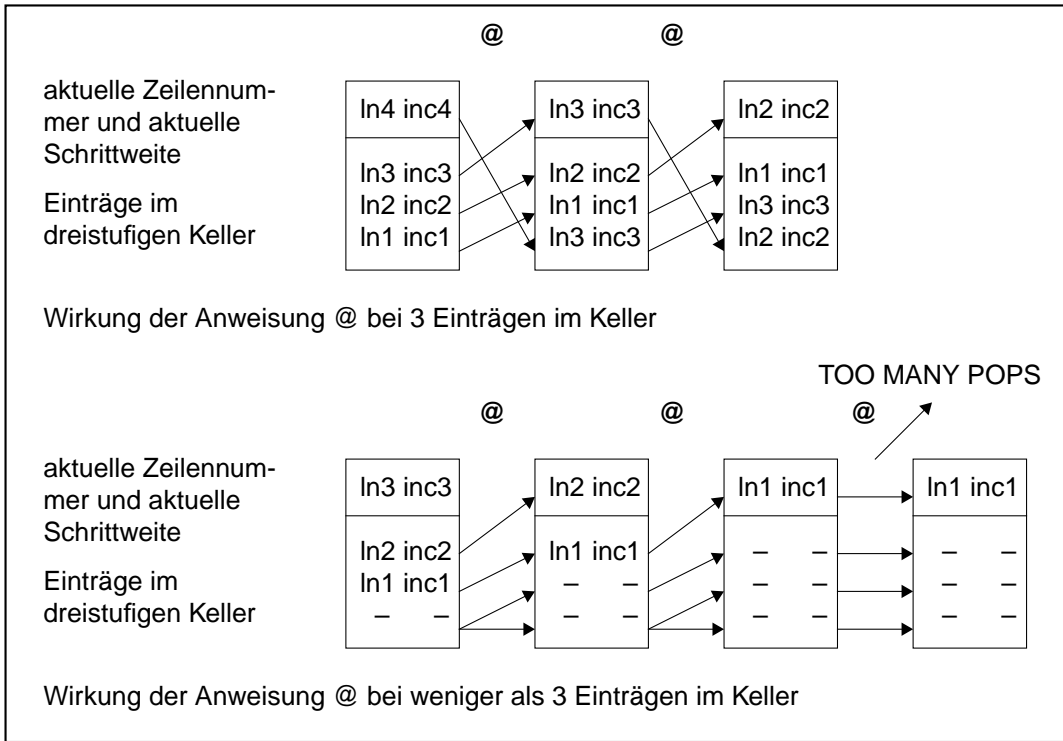 @ @
aktuelle Zeilennum-
mer und aktuelle
Schrittweite
Einträge im
dreistufigen Keller
ln4 inc4
ln3 inc3
ln2 inc2
ln1 inc1
ln3 inc3
ln2 inc2
ln1 inc1
ln3 inc3
ln2 inc2
ln1 inc1
ln3 inc3
ln2 inc2
Wirkung der Anweisung @ bei 3 Einträgen im Keller
TOO MANY POPS
@ @ @
aktuelle Zeilennum-
mer und aktuelle
Schrittweite
Einträge im
dreistufigen Keller
ln3 inc3
ln2 inc2
ln1 inc1
– –
ln2 inc2
ln1 inc1
– –
– –
ln1 inc1
– –
– –
– –
ln1 inc1
– –
– –
– –
Wirkung der Anweisung @ bei weniger als 3 Einträgen im Keller